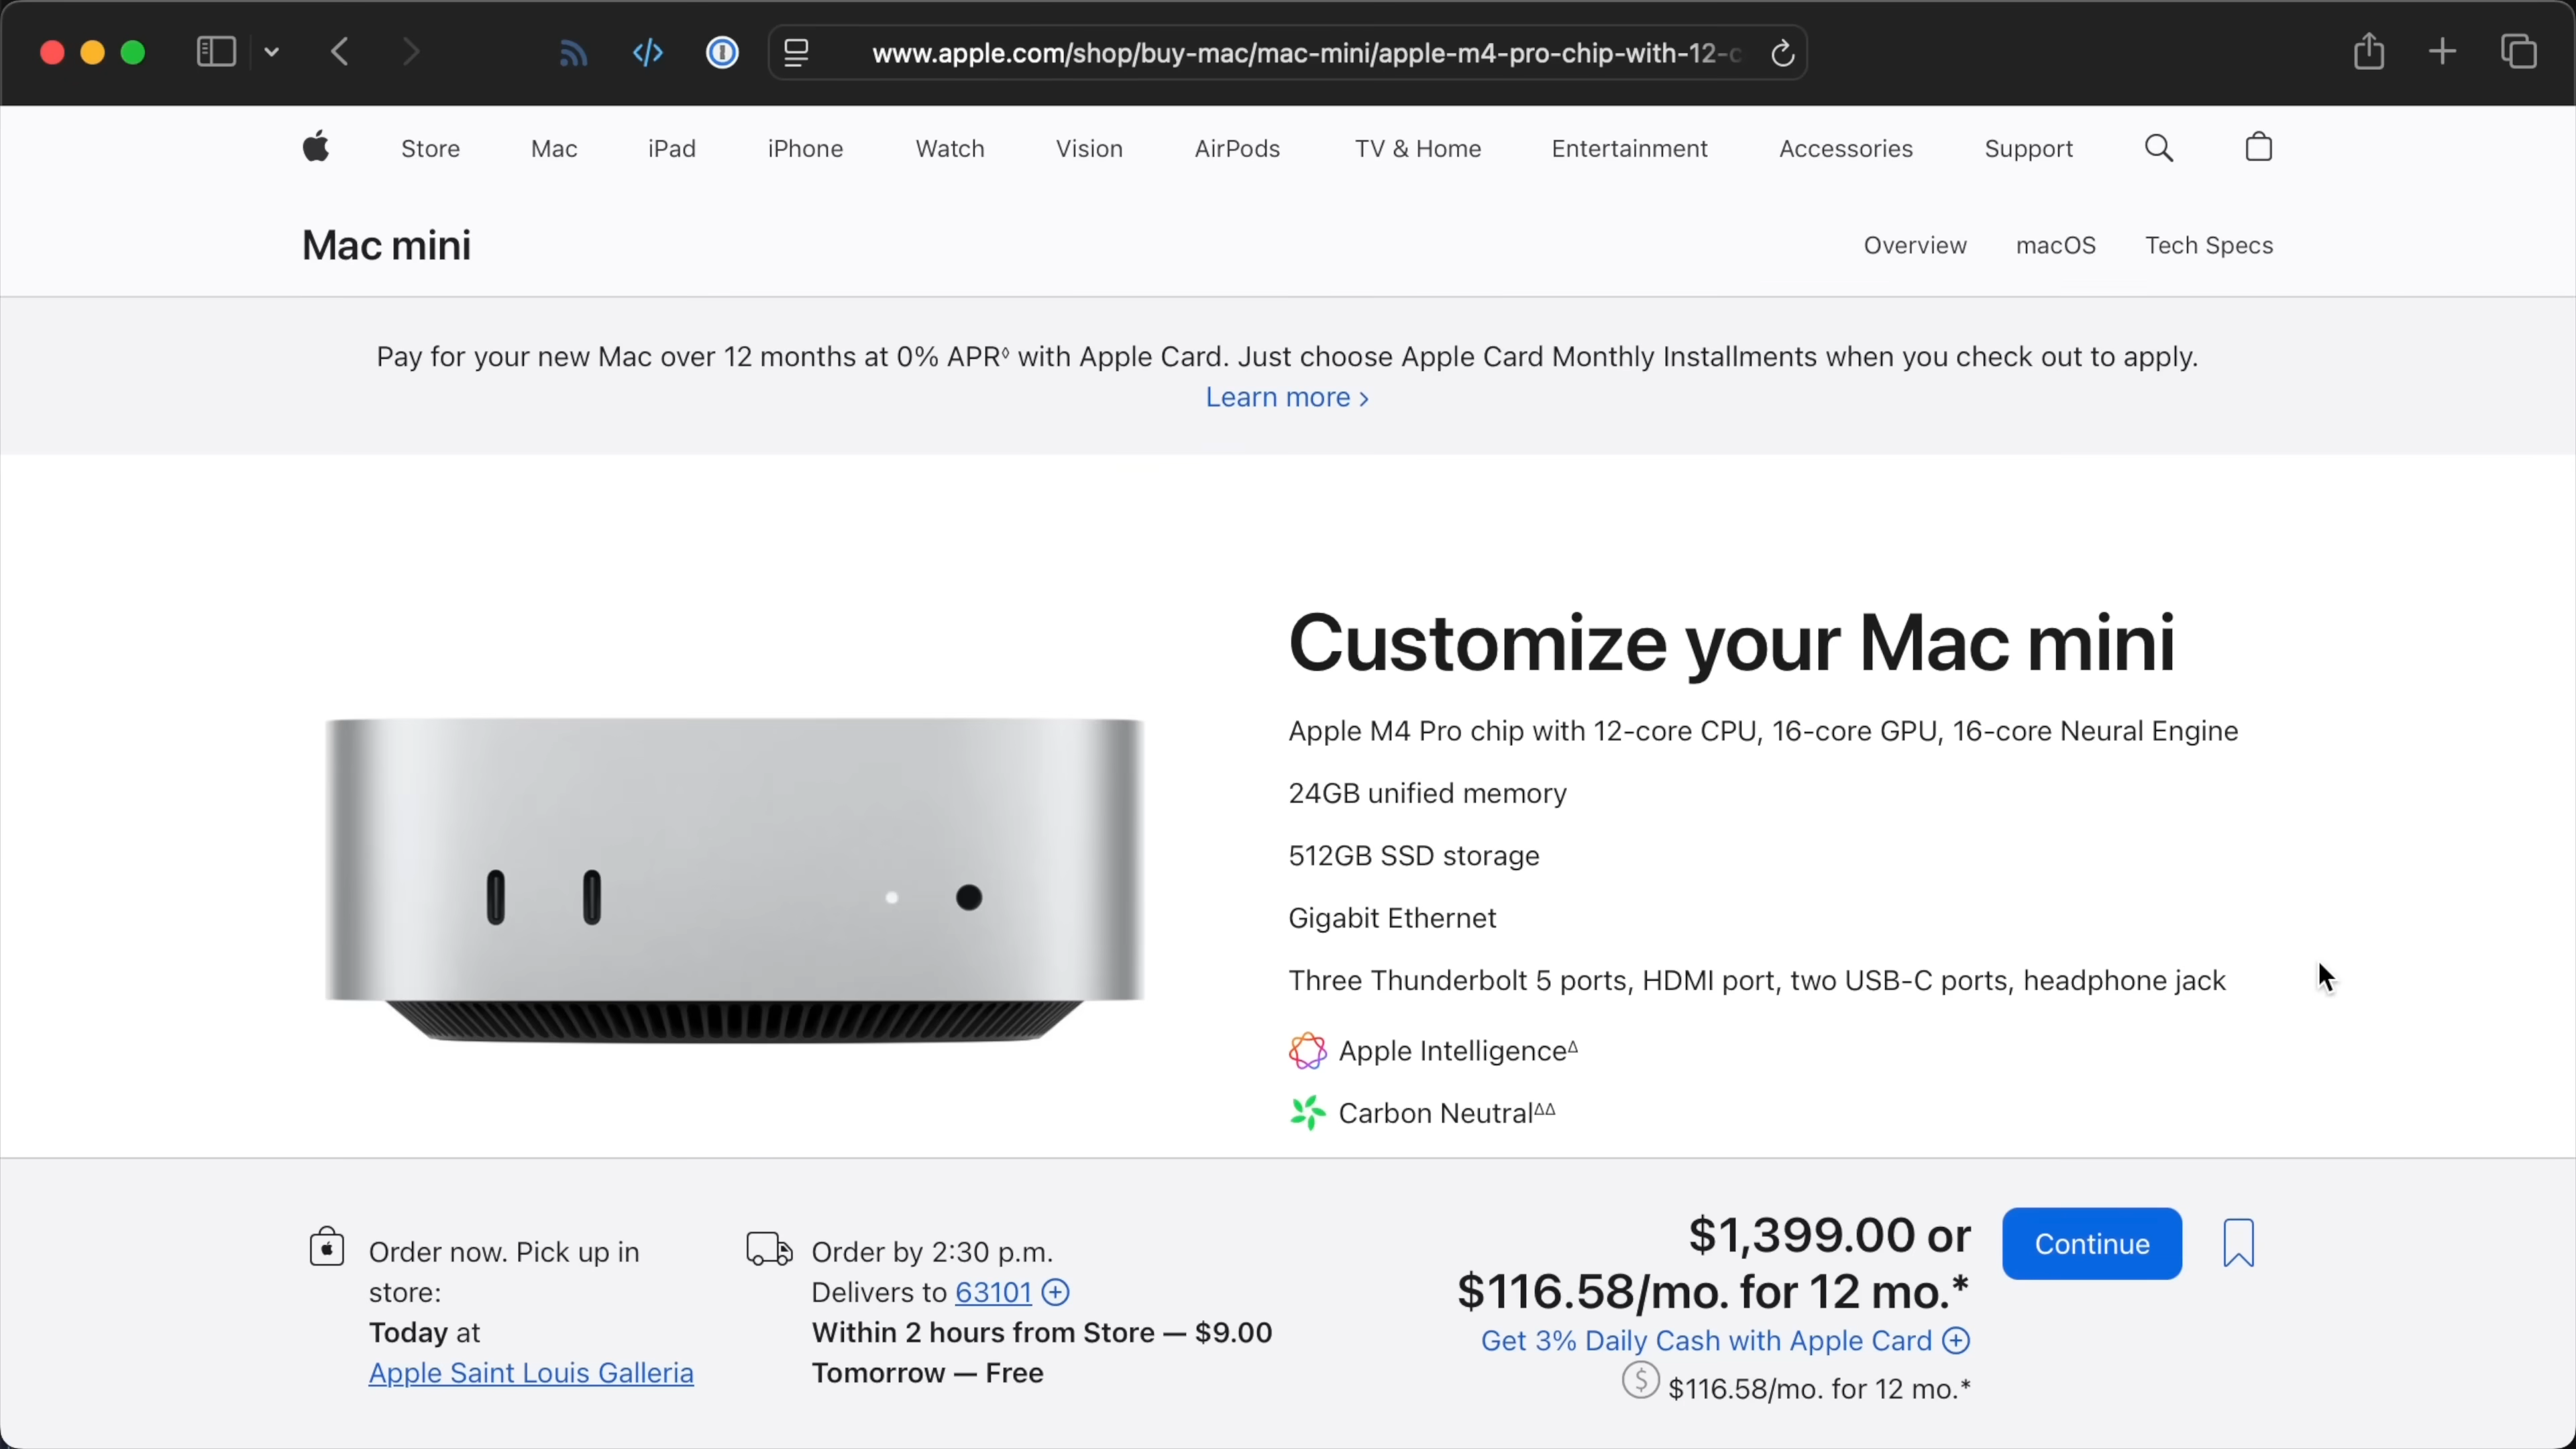 www.apple.com/shop/buy-mac/mac-mini/apple-m4-pro-chip-with-12-c
Store Mac iPad iPhone Watch Vision AirPods TV & Home Entertainment Accessories Support
Mac mini
Overview macOS Tech Specs
Pay for your new Mac over 12 months at 0% APR◊ with Apple Card. Just choose Apple Card Monthly Installments when you check out to apply.
Learn more ›
Customize your Mac mini
Apple M4 Pro chip with 12-core CPU, 16-core GPU, 16-core Neural Engine
24GB unified memory
512GB SSD storage
Gigabit Ethernet
Three Thunderbolt 5 ports, HDMI port, two USB-C ports, headphone jack
Apple IntelligenceΔ
Carbon NeutralΔΔ
Order now. Pick up in
store:
Today at
Apple Saint Louis Galleria
Order by 2:30 p.m.
Delivers to 63101
Within 2 hours from Store — $9.00
Tomorrow — Free
$1,399.00 or
$116.58/mo. for 12 mo.*
Get 3% Daily Cash with Apple Card
$ $116.58/mo. for 12 mo.*
Continue